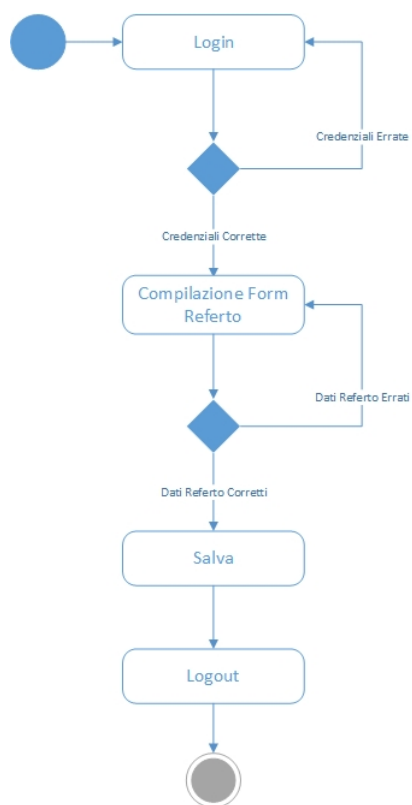 Login
Credenziali Errate
Credenziali Corrette
Compilazione Form
Referto
Dati Referto Errati
Dati Referto Corretti
Salva
Logout